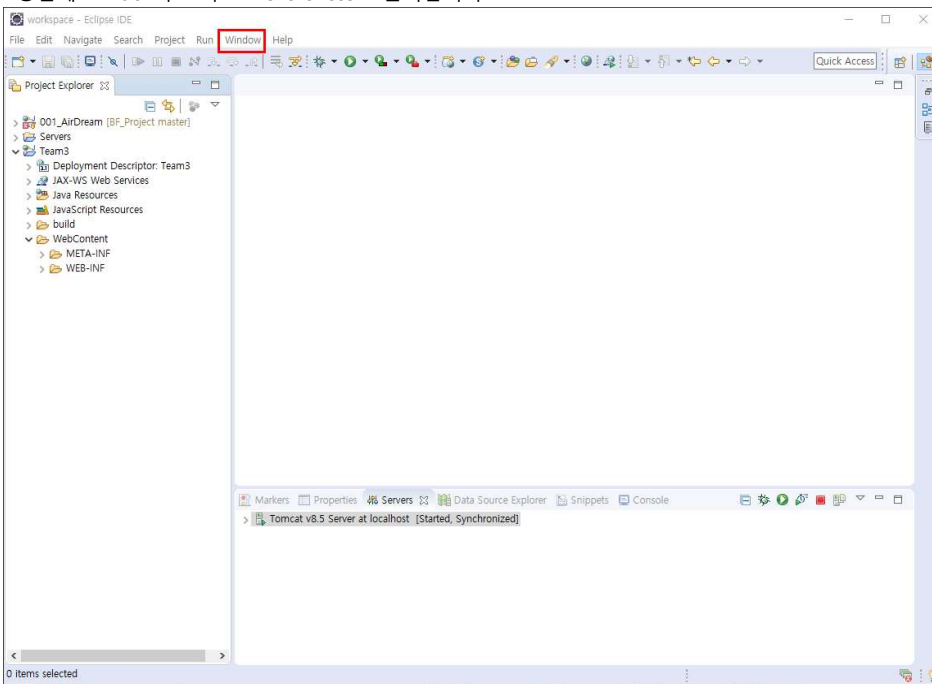 workspace - Eclipse IDE
File Edit Navigate Search Project Run Window Help
Quick Access
Project Explorer
001_AirDream [BF_Project master]
Servers
Team3
Deployment Descriptor: Team3
JAX-WS Web Services
Java Resources
JavaScript Resources
build
WebContent
META-INF
WEB-INF
Markers Properties Servers Data Source Explorer Snippets Console
Tomcat v8.5 Server at localhost [Started, Synchronized]
0 items selected